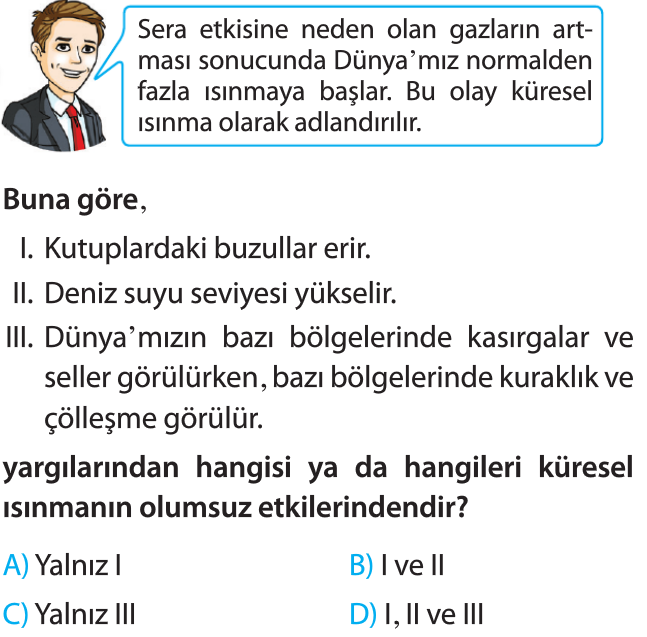 Sera etkisine neden olan gazların art-
ması sonucunda Dünya’mız normalden
fazla ısınmaya başlar. Bu olay küresel
ısınma olarak adlandırılır.
Buna göre,
I. Kutuplardaki buzullar erir.
II. Deniz suyu seviyesi yükselir.
III. Dünya’mızın bazı bölgelerinde kasırgalar ve
seller görülürken, bazı bölgelerinde kuraklık ve
çölleşme görülür.
yargılarından hangisi ya da hangileri küresel
ısınmanın olumsuz etkilerindendir?
A) Yalnız I B) I ve II
C) Yalnız III D) I, II ve III